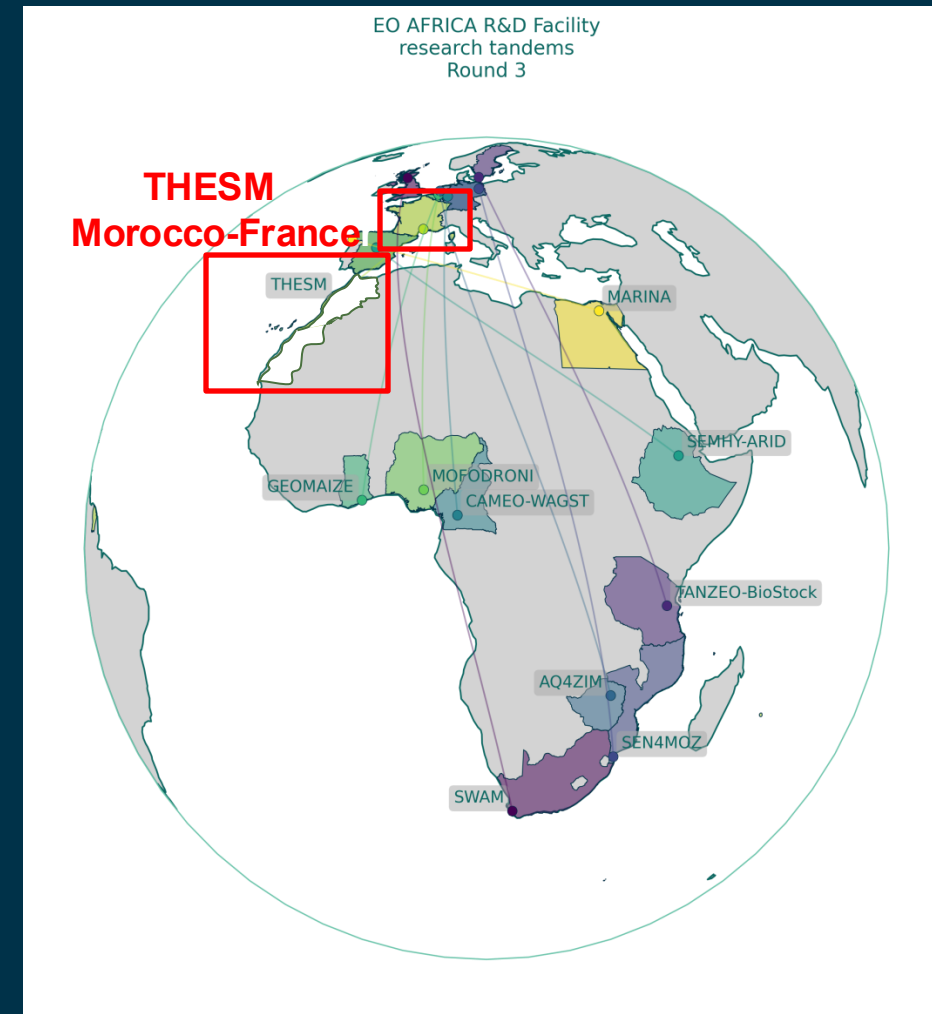 EO AFRICA R&D Facility
research tandems
Round 3
THESM
Morocco-France
THESM
MARINA
SEMHY-ARID
MOFODRONI
GEOMAIZE
CAMEO-WAGST
TANZEO-BioStock
AQ4ZIM
SEN4MOZ
SWAM